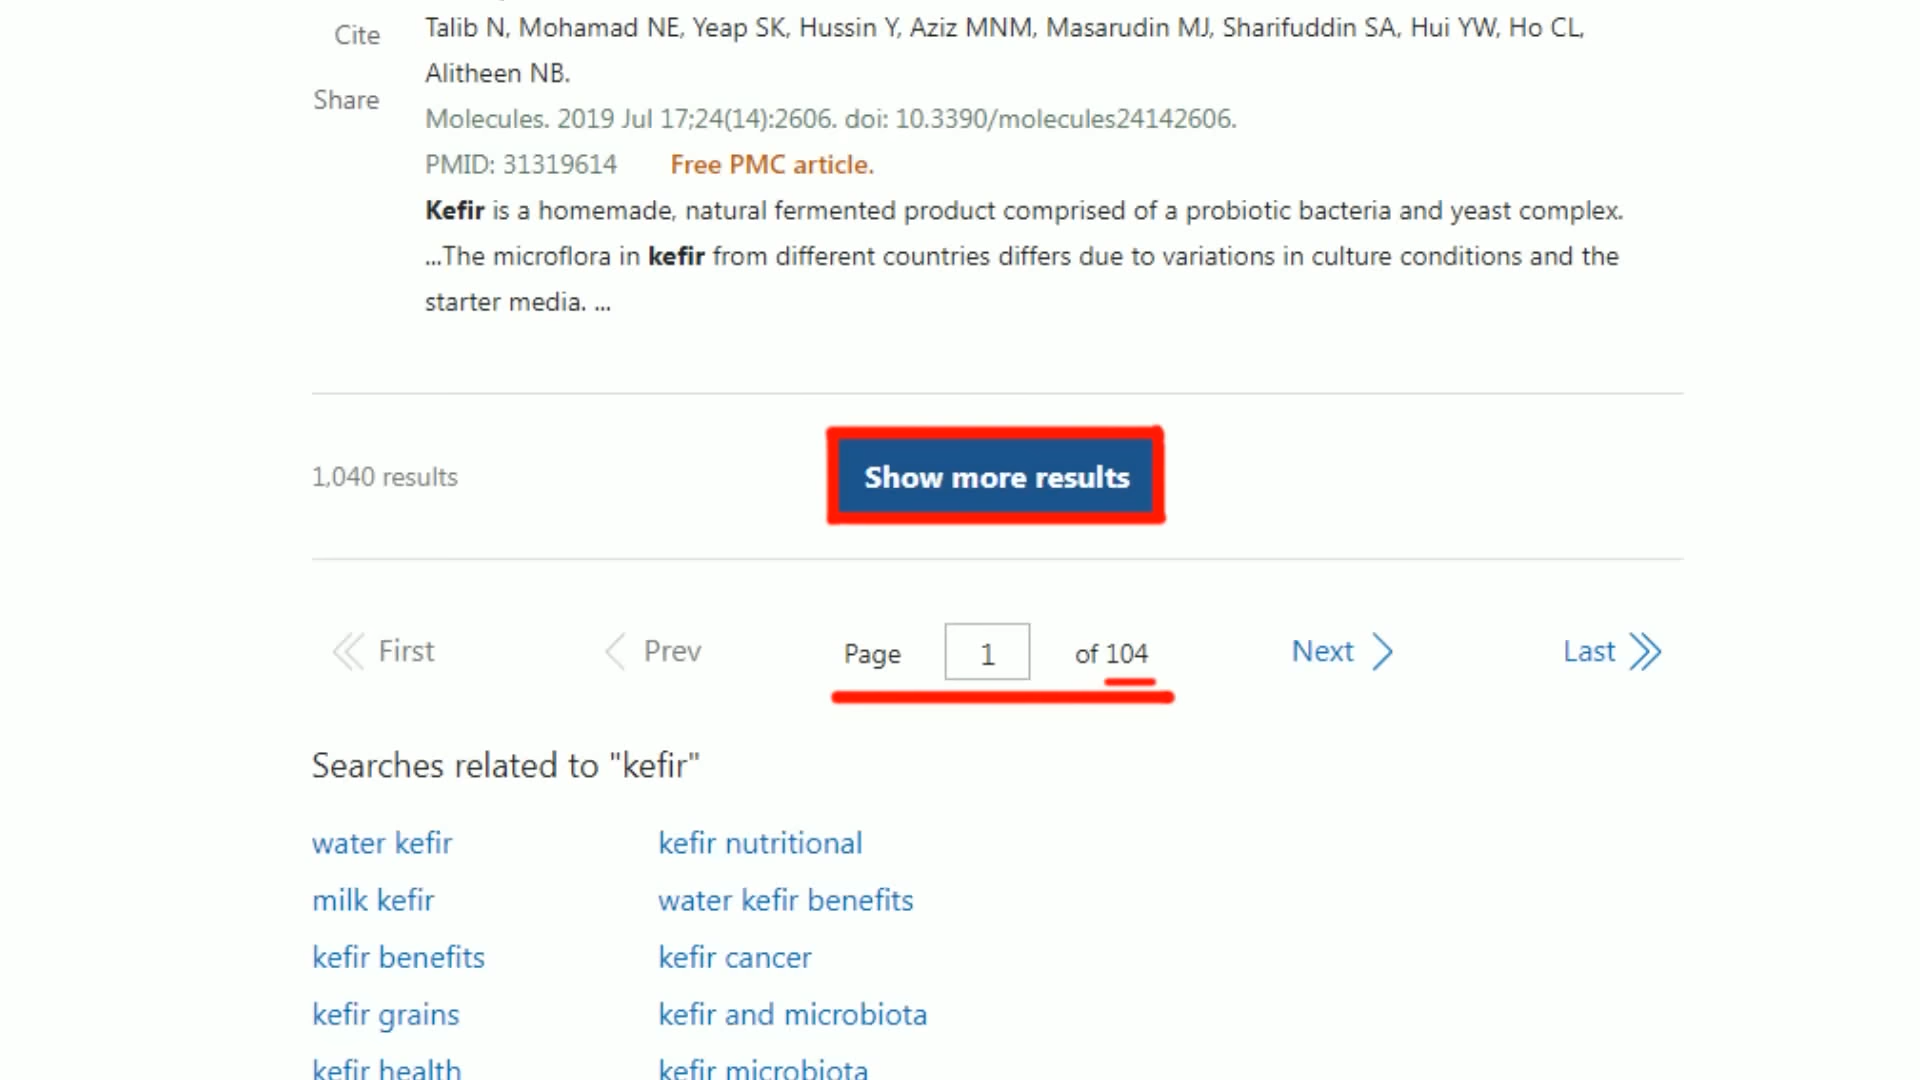 Cite
Talib N, Mohamad NE, Yeap SK, Hussin Y, Aziz MNM, Masarudin MJ, Sharifuddin SA, Hui YW, Ho CL,
Alitheen NB.
Share
Molecules. 2019 Jul 17;24(14):2606. doi: 10.3390/molecules24142606.
PMID: 31319614 Free PMC article.
Kefir is a homemade, natural fermented product comprised of a probiotic bacteria and yeast complex.
...The microflora in kefir from different countries differs due to variations in culture conditions and the
starter media. ...
1,040 results
Show more results
First Prev Page 1 of 104 Next Last
Searches related to "kefir"
water kefir
milk kefir
kefir benefits
kefir grains
kefir health
kefir nutritional
water kefir benefits
kefir cancer
kefir and microbiota
kefir microbiota